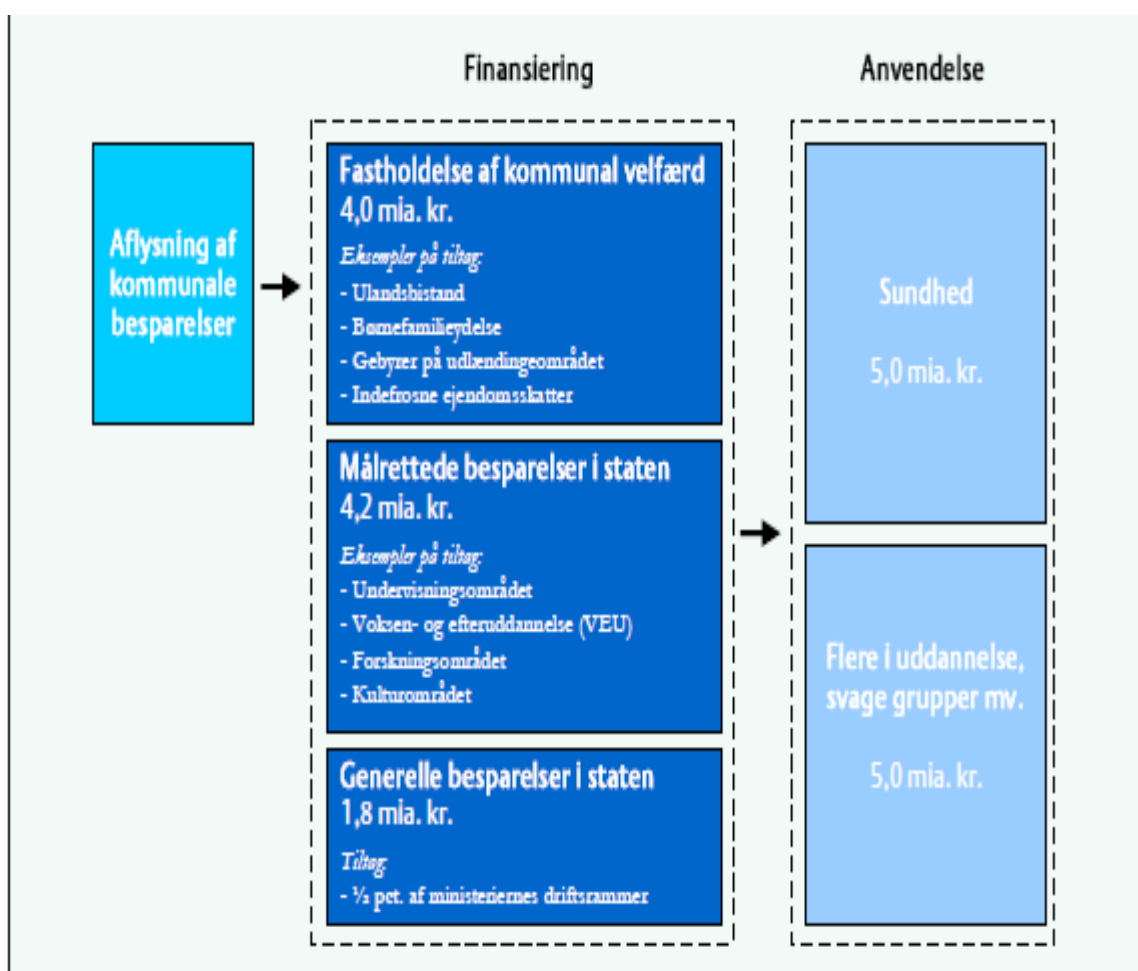 Finansiering
Anvendelse
Aflysning af
kommunale
besparelser
Fastholdelse af kommunal velfærd
4,0 mia. kr.
Eksempler på tiltag:
- Ulandsbistand
- Børnefamilieydelse
- Gebyrer på udlændingeområdet
- Indefrosne ejendomsskatter
Målrettede besparelser i staten
4,2 mia. kr.
Eksempler på tiltag:
- Undervisningsområdet
- Voksen- og efteruddannelse (VEU)
- Forskningsområdet
- Kulturområdet
Generelle besparelser i staten
1,8 mia. kr.
Tiltag:
- ½ pct. af ministeriernes driftsrammer
Sundhed
5,0 mia. kr.
Flere i uddannelse,
svage grupper mv.
5,0 mia. kr.